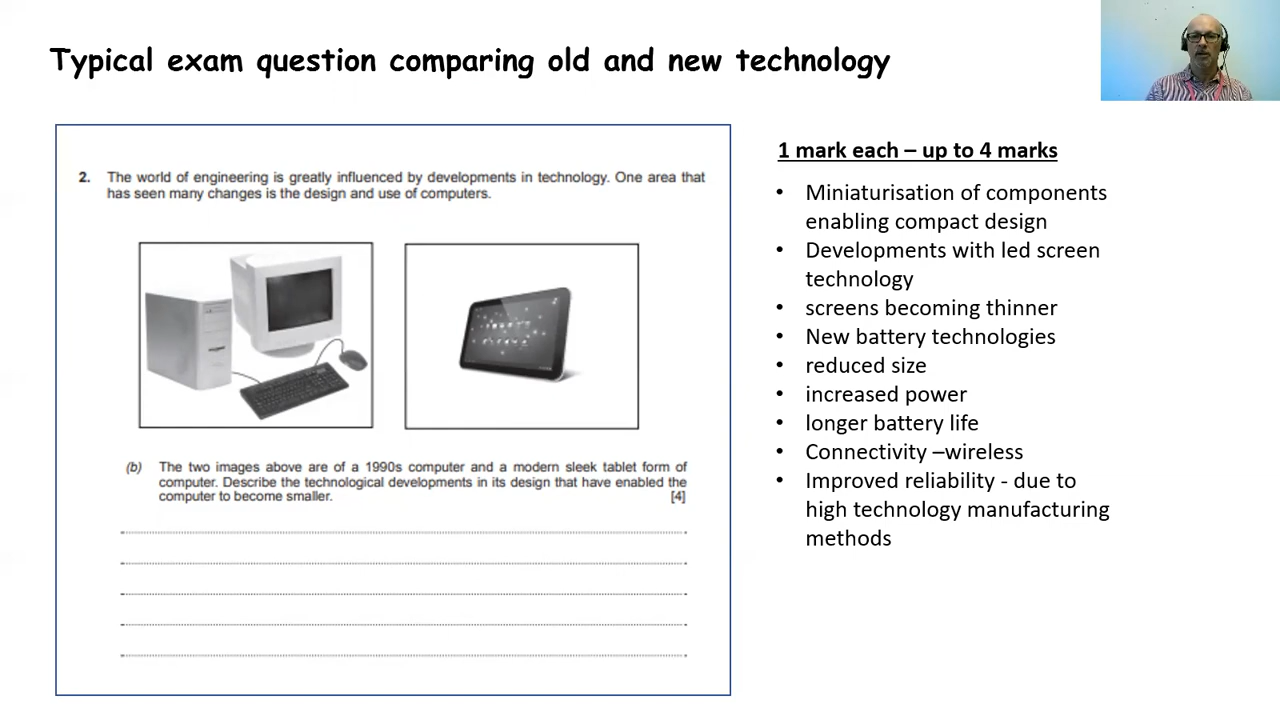 Typical exam question comparing old and new technology
2. The world of engineering is greatly influenced by developments in technology. One area that
has seen many changes is the design and use of computers.
(b) The two images above are of a 1990s computer and a modern sleek tablet form of
computer. Describe the technological developments in its design that have enabled the
computer to become smaller. [4]
1 mark each – up to 4 marks
• Miniaturisation of components
enabling compact design
• Developments with led screen
technology
• screens becoming thinner
• New battery technologies
• reduced size
• increased power
• longer battery life
• Connectivity –wireless
• Improved reliability - due to
high technology manufacturing
methods